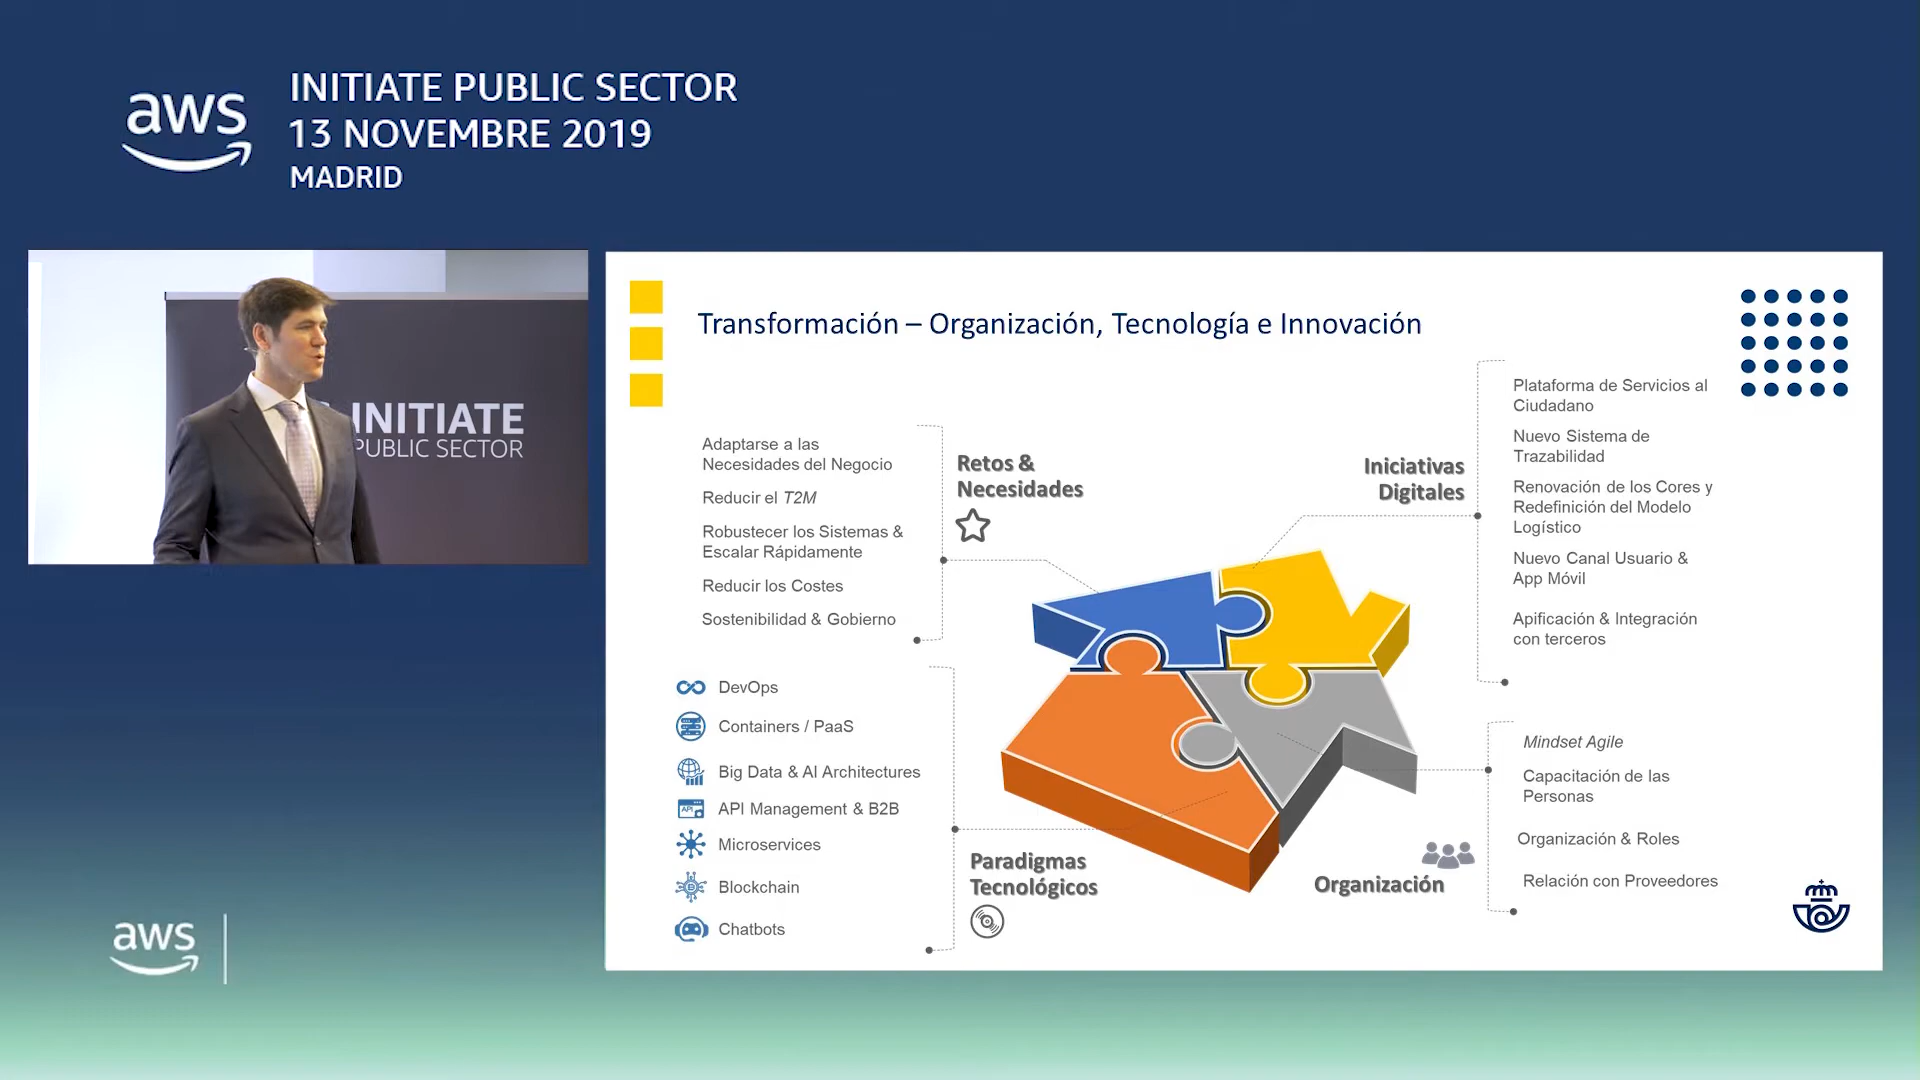 aws
INITIATE PUBLIC SECTOR
13 NOVEMBRE 2019
MADRID
INITIATE
PUBLIC SECTOR
Transformación – Organización, Tecnología e Innovación
Adaptarse a las
Necesidades del Negocio
Reducir el T2M
Robustecer los Sistemas &
Escalar Rápidamente
Reducir los Costes
Sostenibilidad & Gobierno
Retos &
Necesidades
Iniciativas
Digitales
Plataforma de Servicios al
Ciudadano
Nuevo Sistema de
Trazabilidad
Renovación de los Cores y
Redefinición del Modelo
Logístico
Nuevo Canal Usuario &
App Móvil
Apificación & Integración
con terceros
DevOps
Containers / PaaS
Big Data & AI Architectures
API
API Management & B2B
Microservices
B
Blockchain
Chatbots
Paradigmas
Tecnológicos
Mindset Agile
Capacitación de las
Personas
Organización & Roles
Relación con Proveedores
Organización
aws